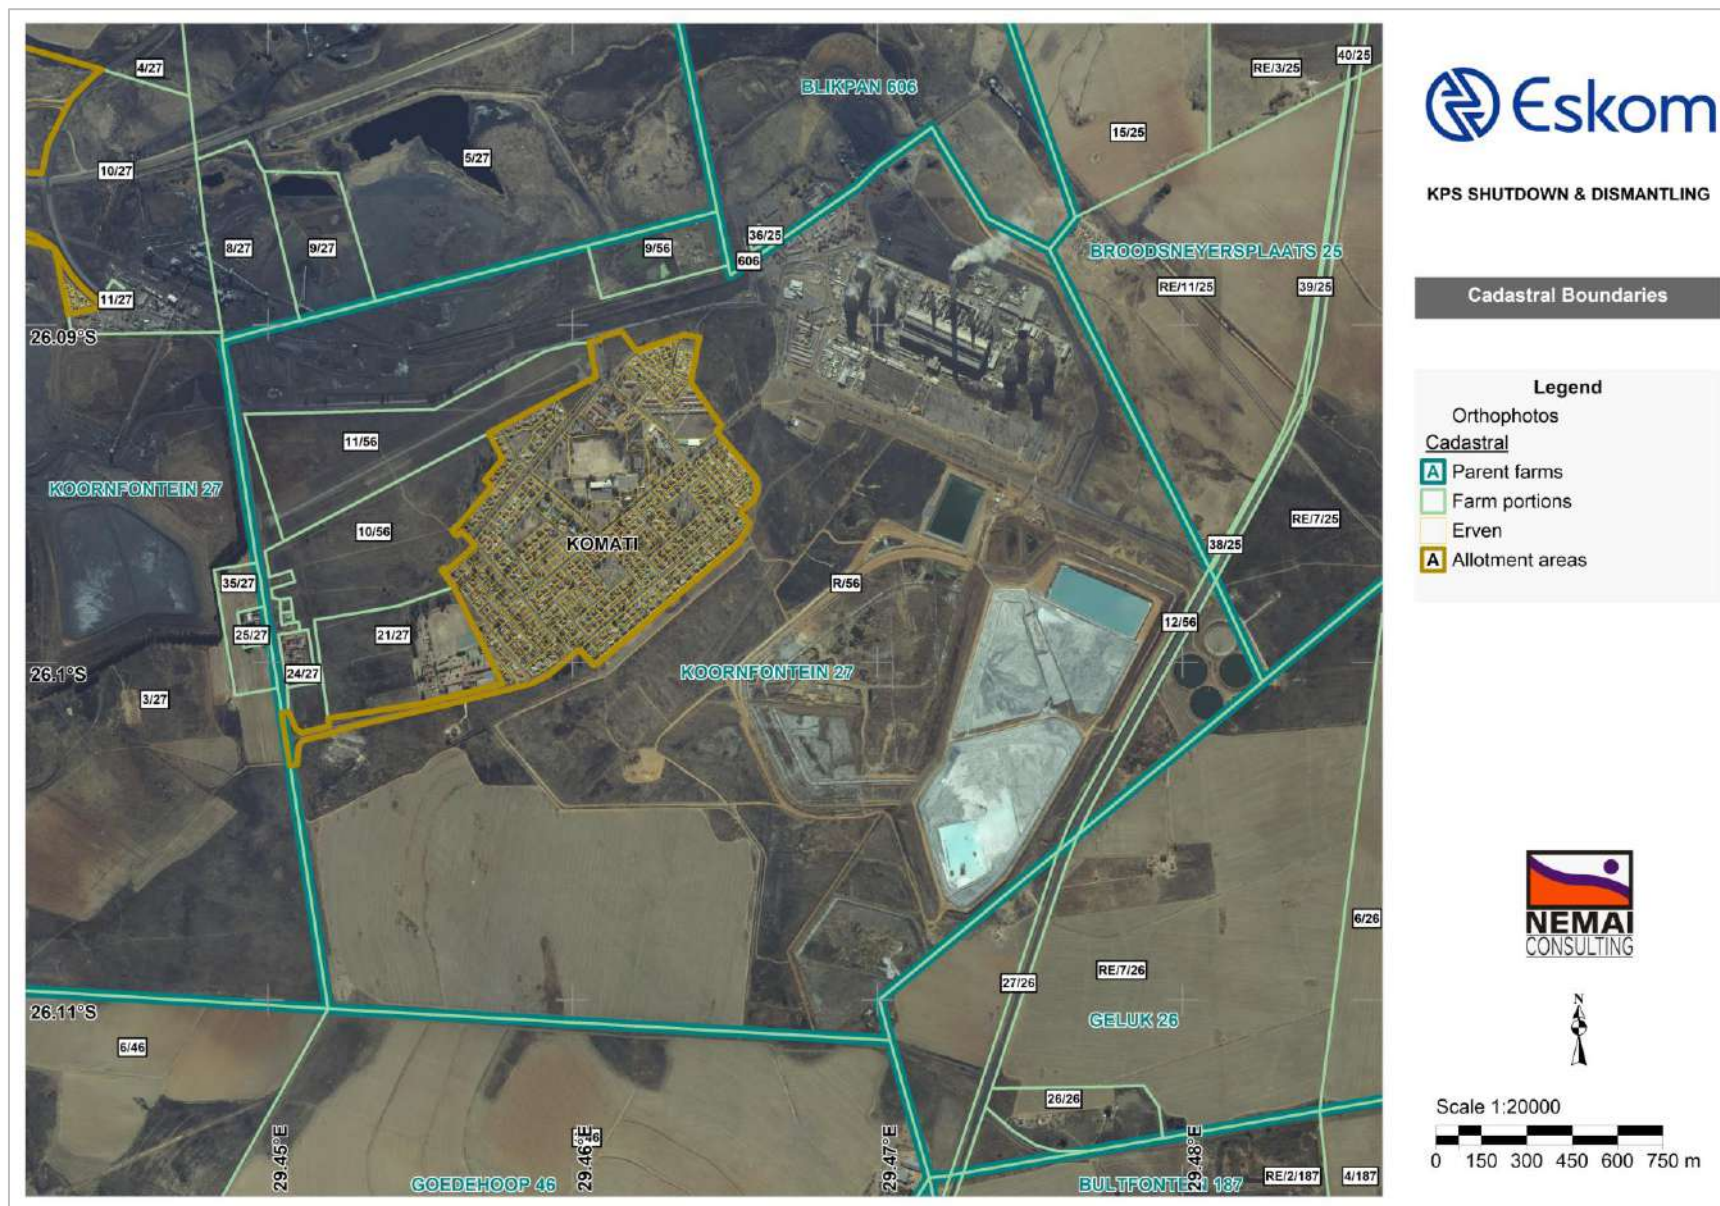 4/27
BLIKPAN 606
RE/3/25
40/25
15/25
5/27
10/27
8/27
9/27
9/56
36/25
606
BROODSNEYERSPLAATS 25
RE/11/25
39/25
11/27
26.09°S
11/56
KOORNFONTEIN 27
10/56
KOMATI
RE/7/25
38/25
35/27
R/56
25/27
21/27
12/56
24/27
KOORNFONTEIN 27
26.1°S
3/27
6/26
RE/7/26
27/26
26.11°S
GELUK 26
6/46
26/26
29.45°E
29.46°E
29.47°E
29.48°E
GOEDEHOOP 46
BULTFONTEIN 187
RE/2/187
4/187
Eskom
KPS SHUTDOWN & DISMANTLING
Cadastral Boundaries
Legend
Orthophotos
Cadastral
A Parent farms
Farm portions
Erven
A Allotment areas
NEMAI
CONSULTING
N
Scale 1:20000
0 150 300 450 600 750 m